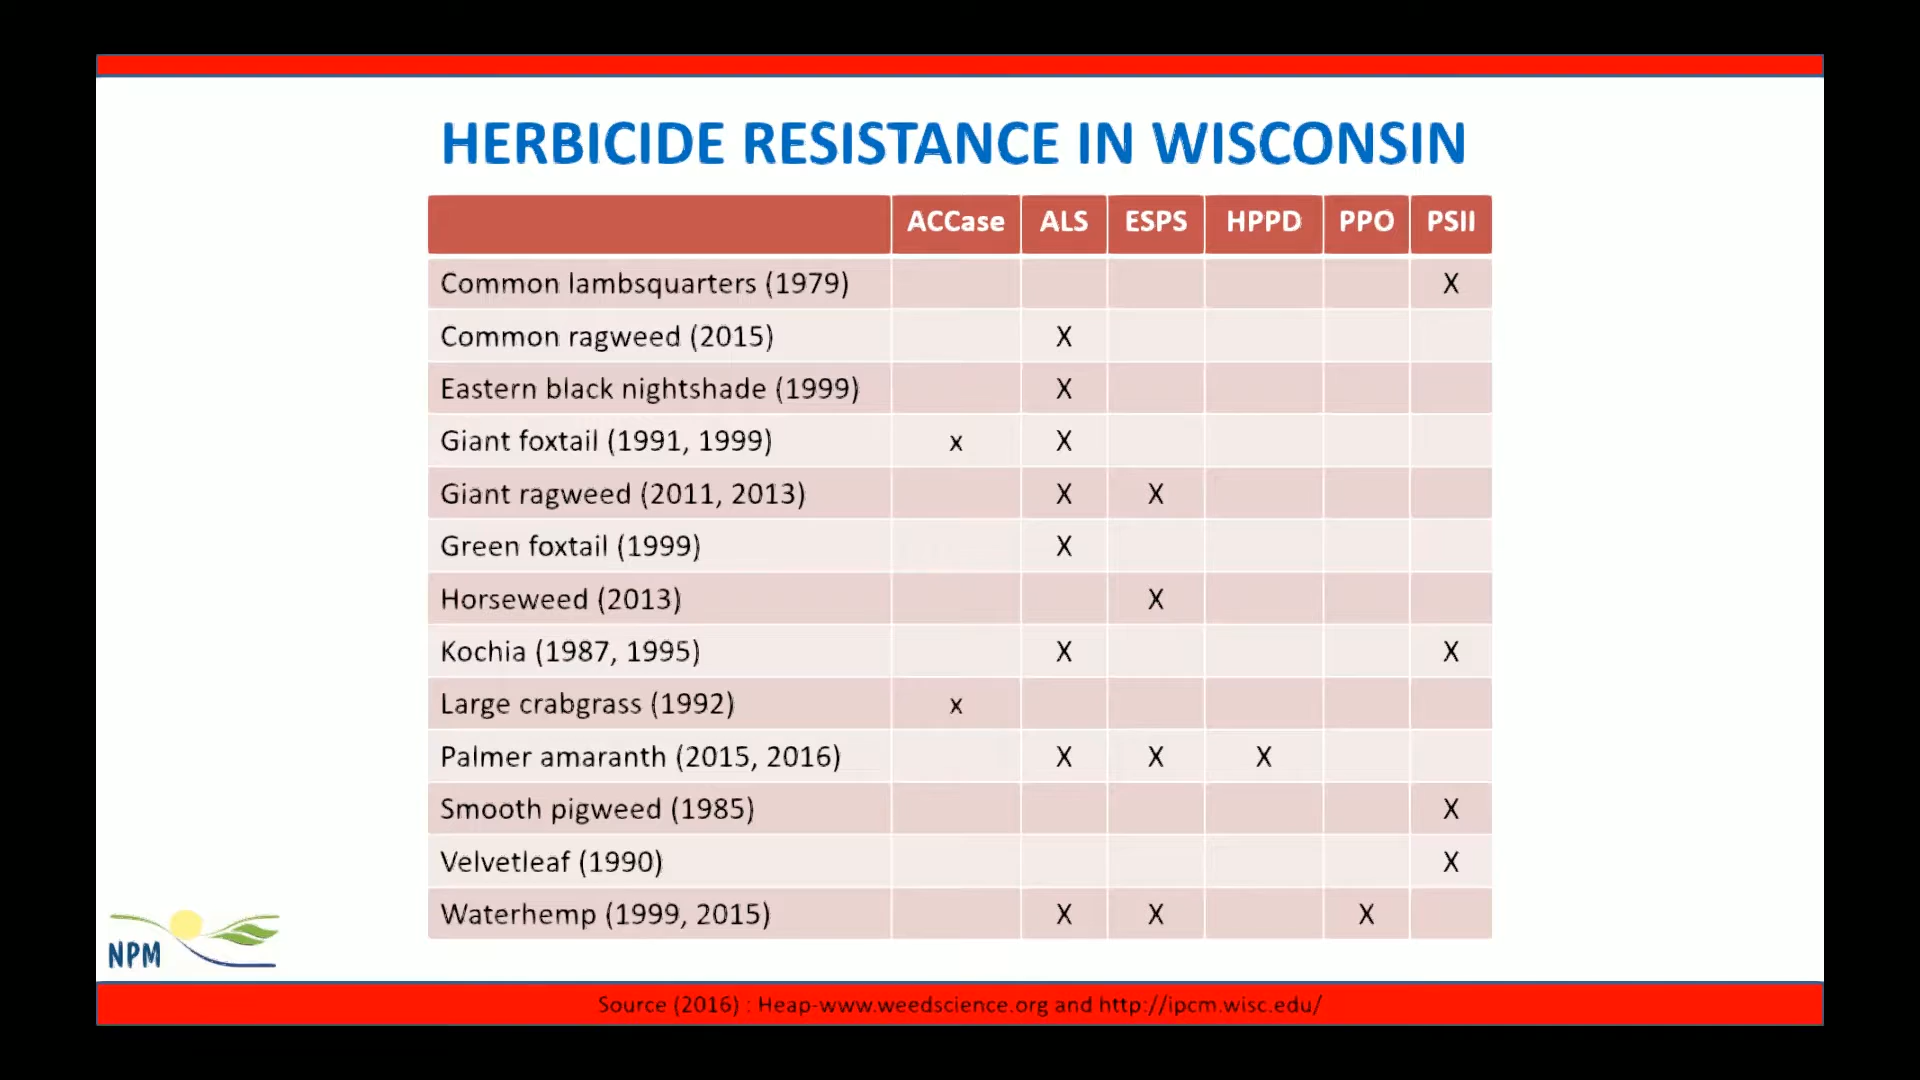 HERBICIDE RESISTANCE IN WISCONSIN
ACCase ALS ESPS HPPD PPO PSII
Common lambsquarters (1979) X
Common ragweed (2015) X
Eastern black nightshade (1999) X
Giant foxtail (1991, 1999) x X
Giant ragweed (2011, 2013) X X
Green foxtail (1999) X
Horseweed (2013) X
Kochia (1987, 1995) X X
Large crabgrass (1992) x
Palmer amaranth (2015, 2016) X X X
Smooth pigweed (1985) X
Velvetleaf (1990) X
Waterhemp (1999, 2015) X X X
NPM
Source (2016) : Heap-www.weedscience.org and http://ipcm.wisc.edu/